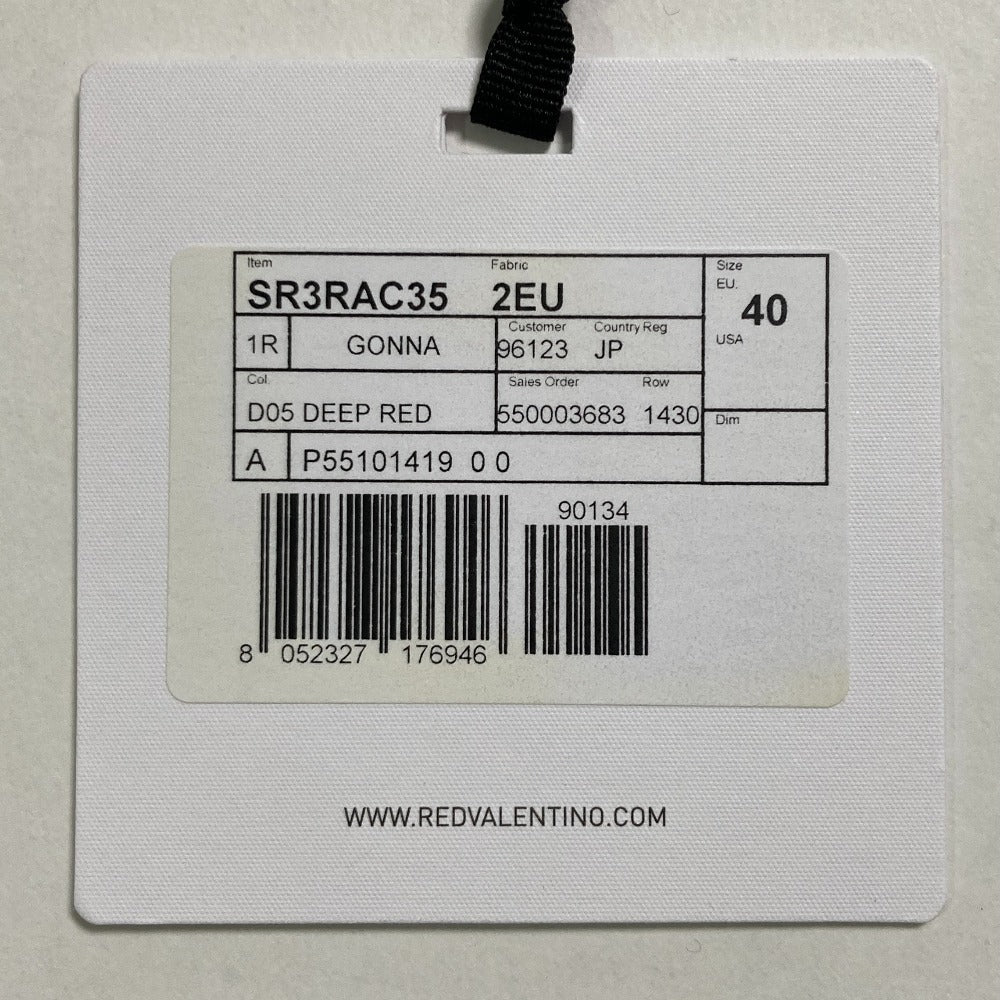 Item Fabric Size
SR3RAC35 2EU EU. 40
1R GONNA Customer Country Reg
96123 JP USA
Col. Sales Order Row
D05 DEEP RED 550003683 1430 Dim
A P55101419 0 0
90134
8 052327 176946
WWW.REDVALENTINO.COM